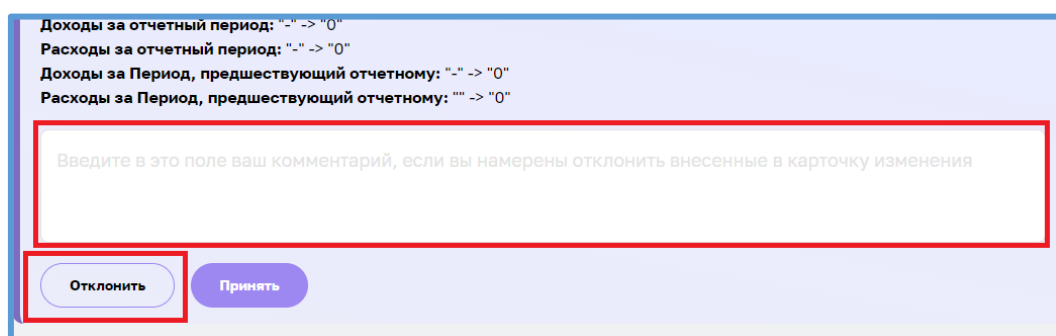 Доходы за отчетный период: "-" -> "0"
Расходы за отчетный период: "-" -> "0"
Доходы за Период, предшествующий отчетному: "-" -> "0"
Расходы за Период, предшествующий отчетному: "" -> "0"
Введите в это поле ваш комментарий, если вы намерены отклонить внесенные в карточку изменения
Отклонить Принять